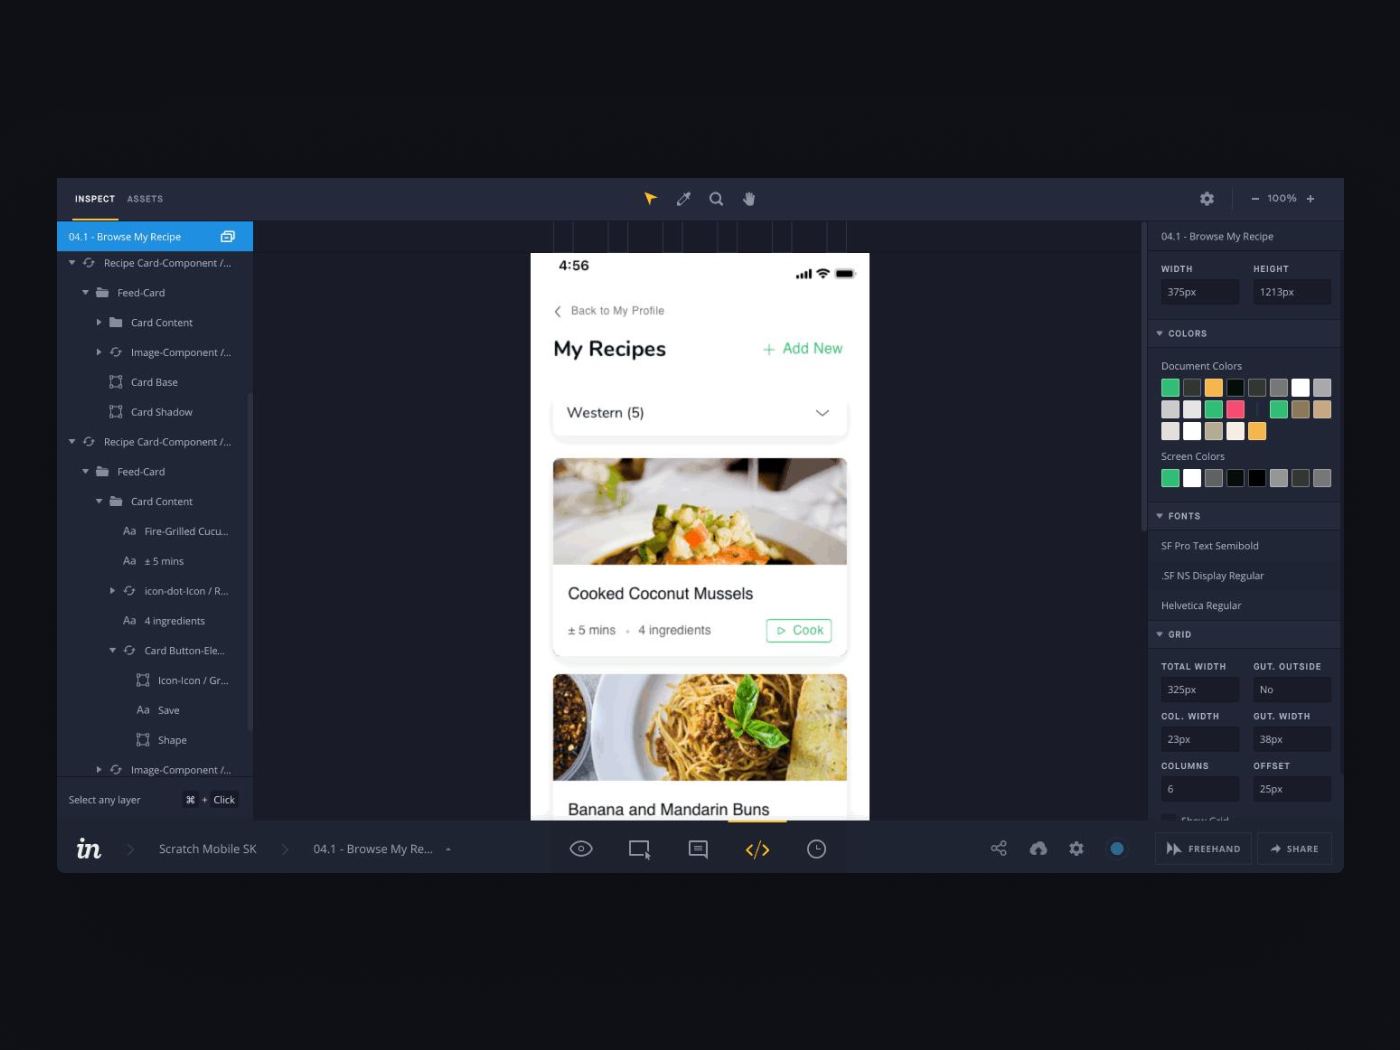 INSPECT ASSETS
100%
04.1 - Browse My Recipe
Recipe Card-Component /...
Feed-Card
Card Content
Image-Component /...
Card Base
Card Shadow
Recipe Card-Component /...
Feed-Card
Card Content
Aa Fire-Grilled Cucu...
Aa ± 5 mins
icon-dot-Icon / R...
Aa 4 ingredients
Card Button-Ele...
Icon-Icon / Gr...
Aa Save
Shape
Image-Component /...
Select any layer ⌘ + Click
4:56
Back to My Profile
My Recipes
+ Add New
Western (5)
Cooked Coconut Mussels
± 5 mins • 4 ingredients
Cook
Banana and Mandarin Buns
04.1 - Browse My Recipe
WIDTH HEIGHT
375px 1213px
COLORS
Document Colors
Screen Colors
FONTS
SF Pro Text Semibold
.SF NS Display Regular
Helvetica Regular
GRID
TOTAL WIDTH GUT. OUTSIDE
325px No
COL. WIDTH GUT. WIDTH
23px 38px
COLUMNS OFFSET
6 25px
Show Grid
in Scratch Mobile SK 04.1 - Browse My Re...
FREEHAND SHARE